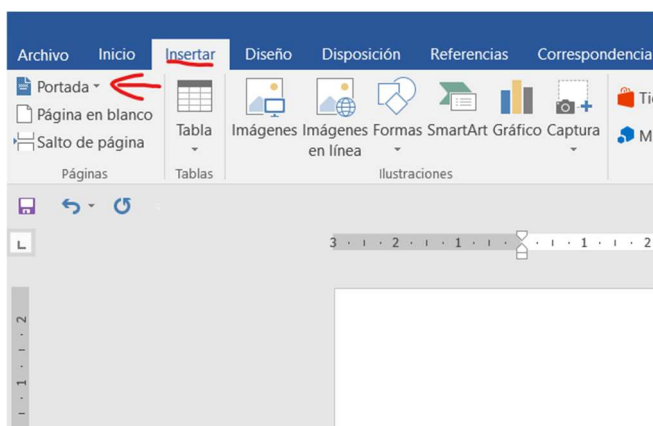 Archivo Inicio Insertar Diseño Disposición Referencias Correspondencia
Portada
Página en blanco
Salto de página
Páginas
Tabla
Tablas
Imágenes
Imágenes en línea
Formas
SmartArt
Gráfico
Captura
Ilustraciones
L
3 2 1 1 2
2
1